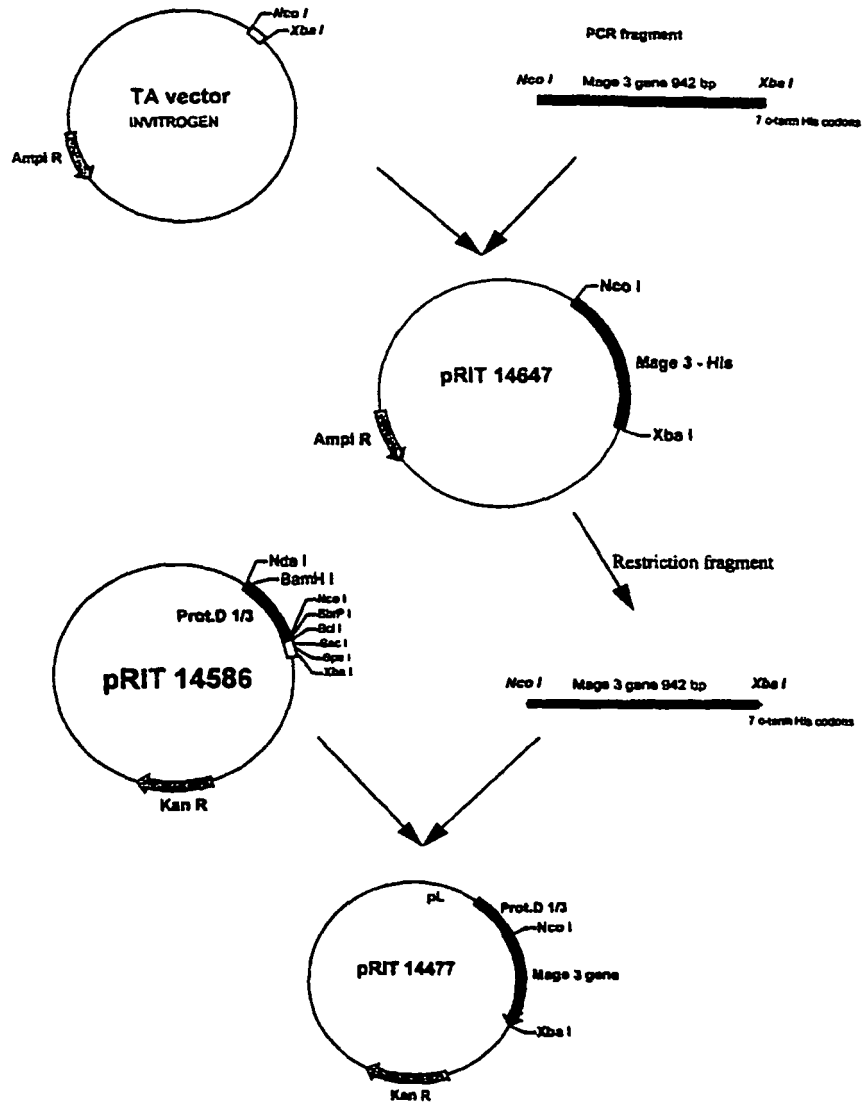 Nco I
Xba I
TA vector
INVITROGEN
Ampi R
PCR fragment
Nco I Mage 3 gene 942 bp Xba I
7 c-term His codons
Nco I
pRIT 14647
Mage 3 - His
Ampi R
Xba I
Restriction fragment
Nde I
BamH I
Prot.D 1/3
Nco I
Xba I
pRIT 14586
Kan R
Nco I Mage 3 gene 942 bp Xba I
7 c-term His codons
pL
Prot.D 1/3
Nco I
pRIT 14477
Mage 3 gene
Xba I
Kan R